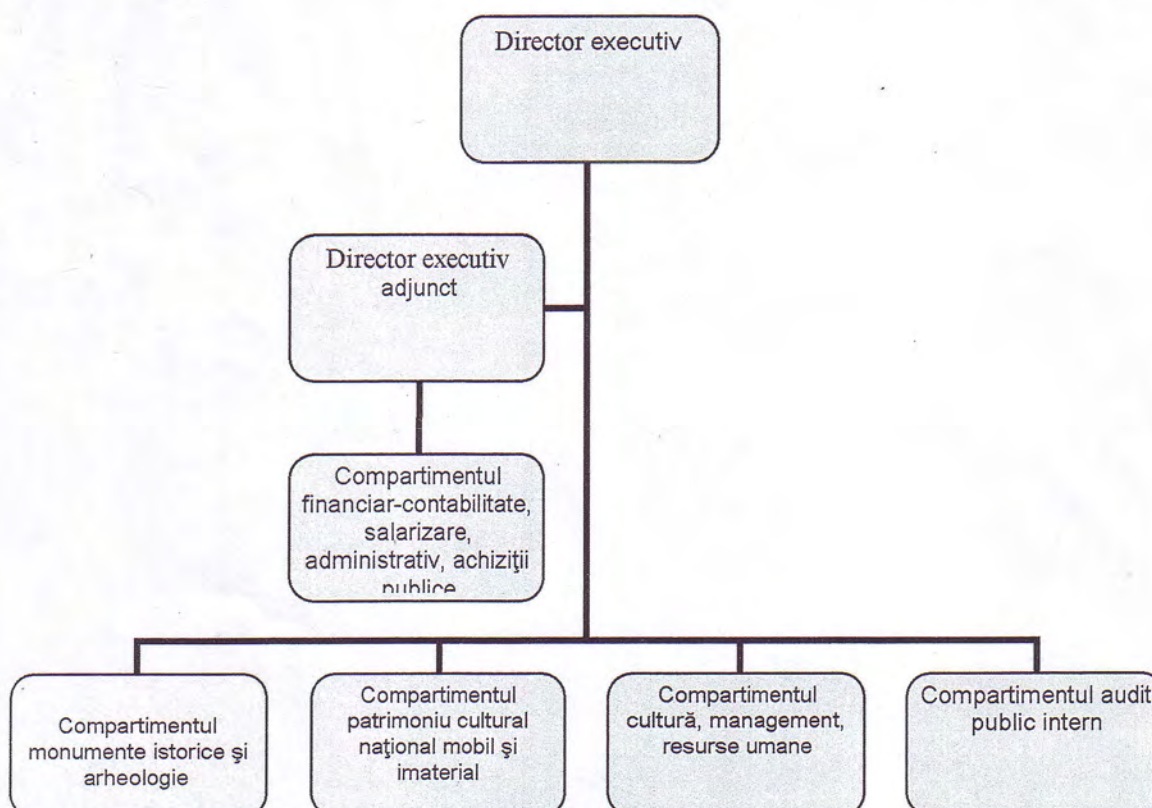 Director executiv
Director executiv
adjunct
Compartimentul
financiar-contabilitate,
salarizare,
administrativ, achiziţii
publice
Compartimentul
monumente istorice şi
arheologie
Compartimentul
patrimoniu cultural
naţional mobil şi
imaterial
Compartimentul
cultură, management,
resurse umane
Compartimentul audit
public intern